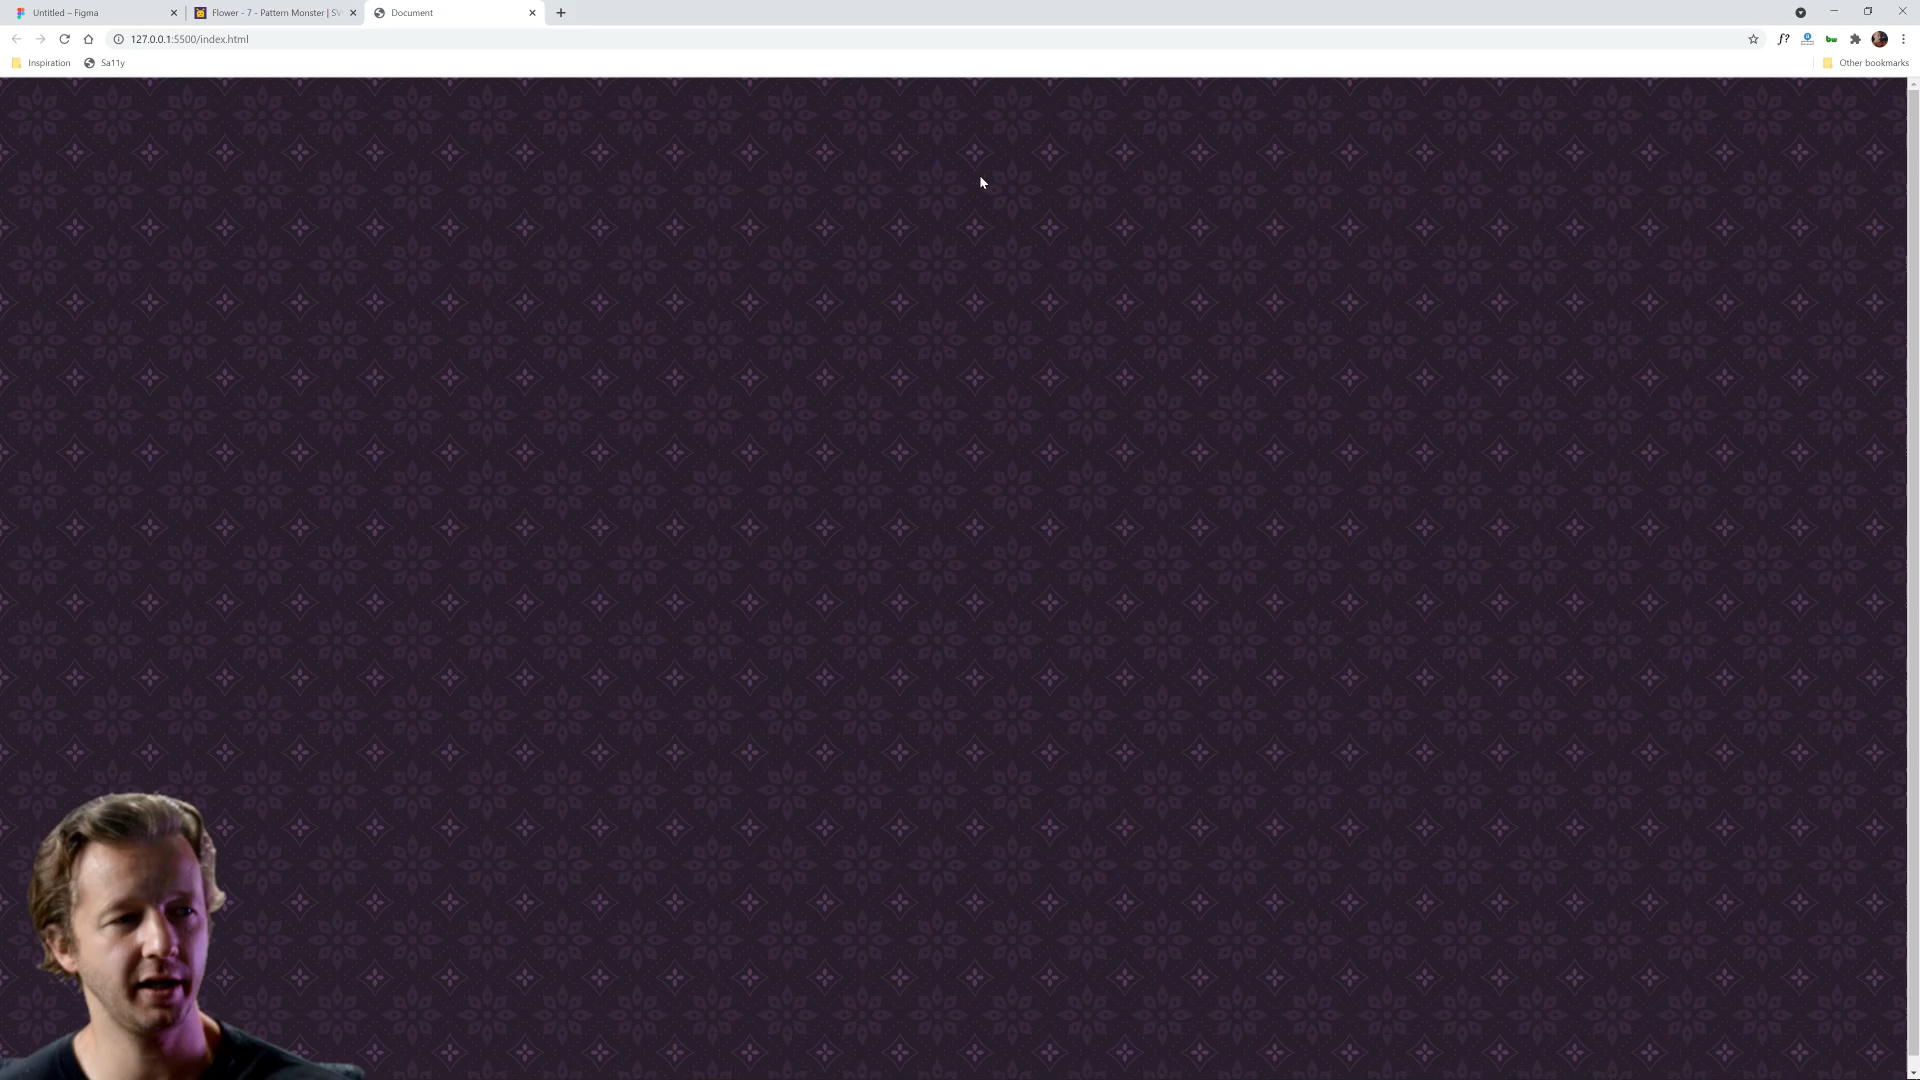 Untitled – Figma
Flower - 7 - Pattern Monster | SV
Document
127.0.0.1:5500/index.html
f?
Inspiration
Sa11y
Other bookmarks